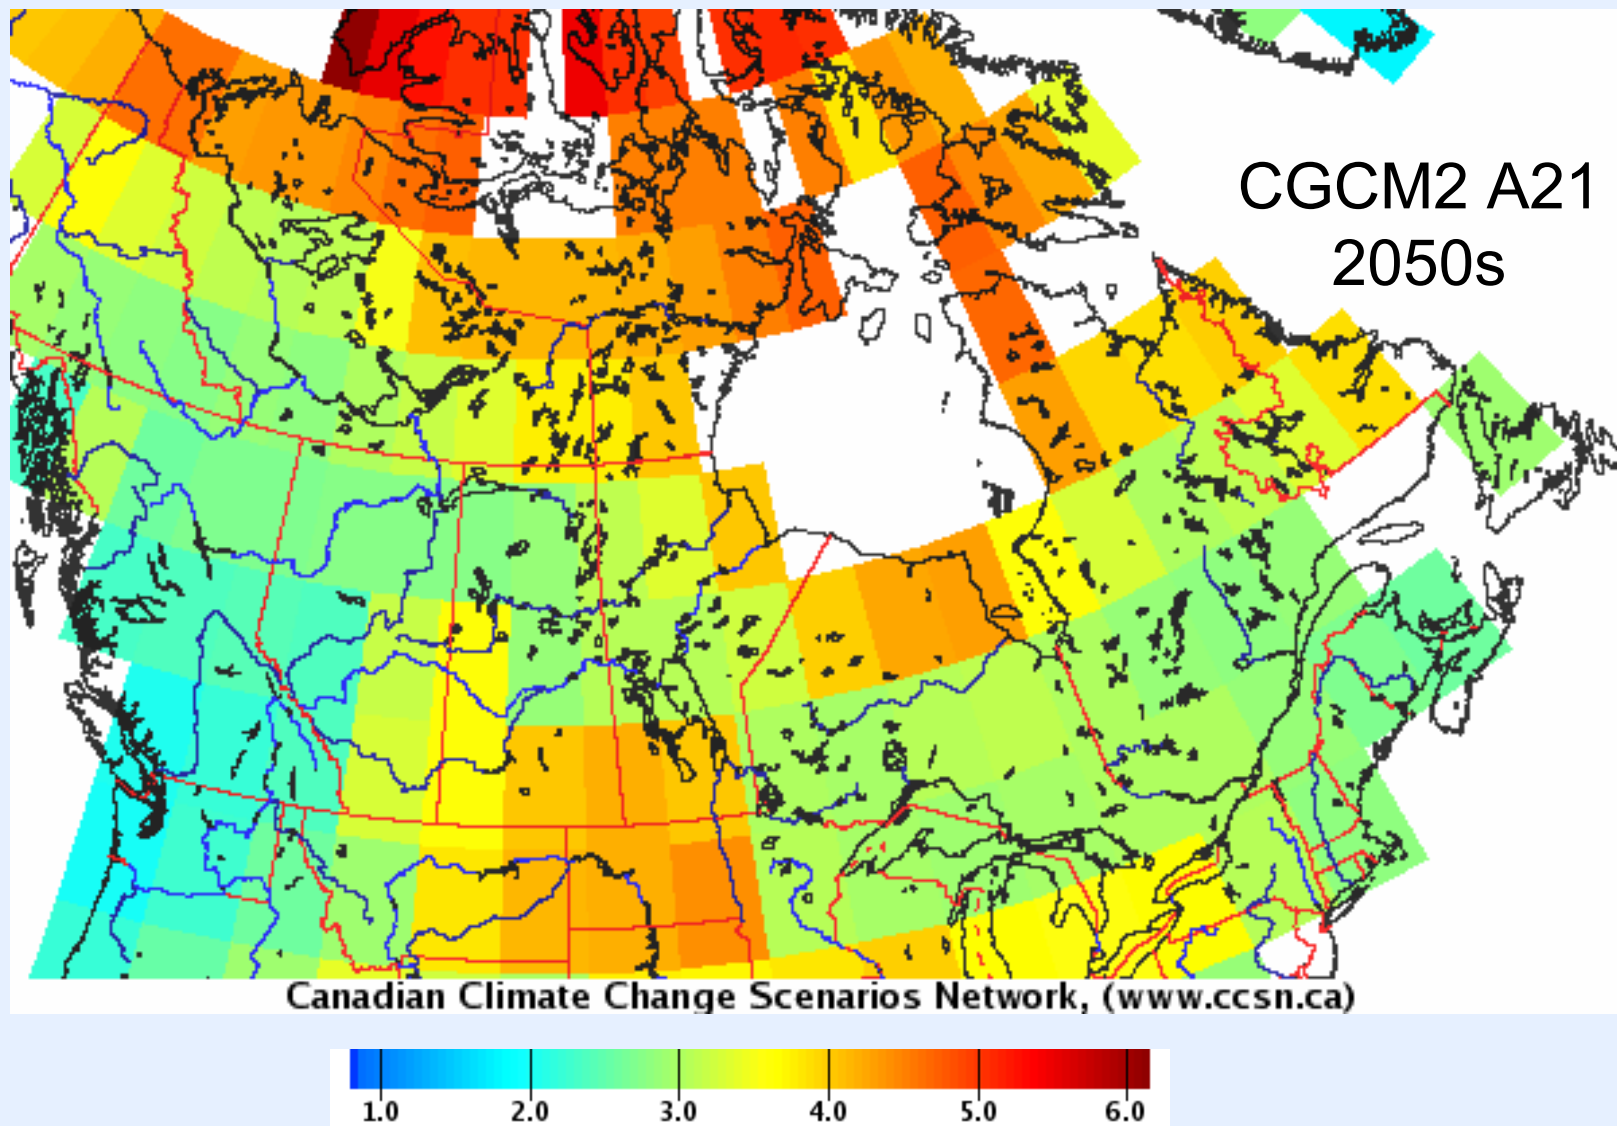 CGCM2 A21
2050s
Canadian Climate Change Scenarios Network, (www.ccsn.ca)
1.0 2.0 3.0 4.0 5.0 6.0